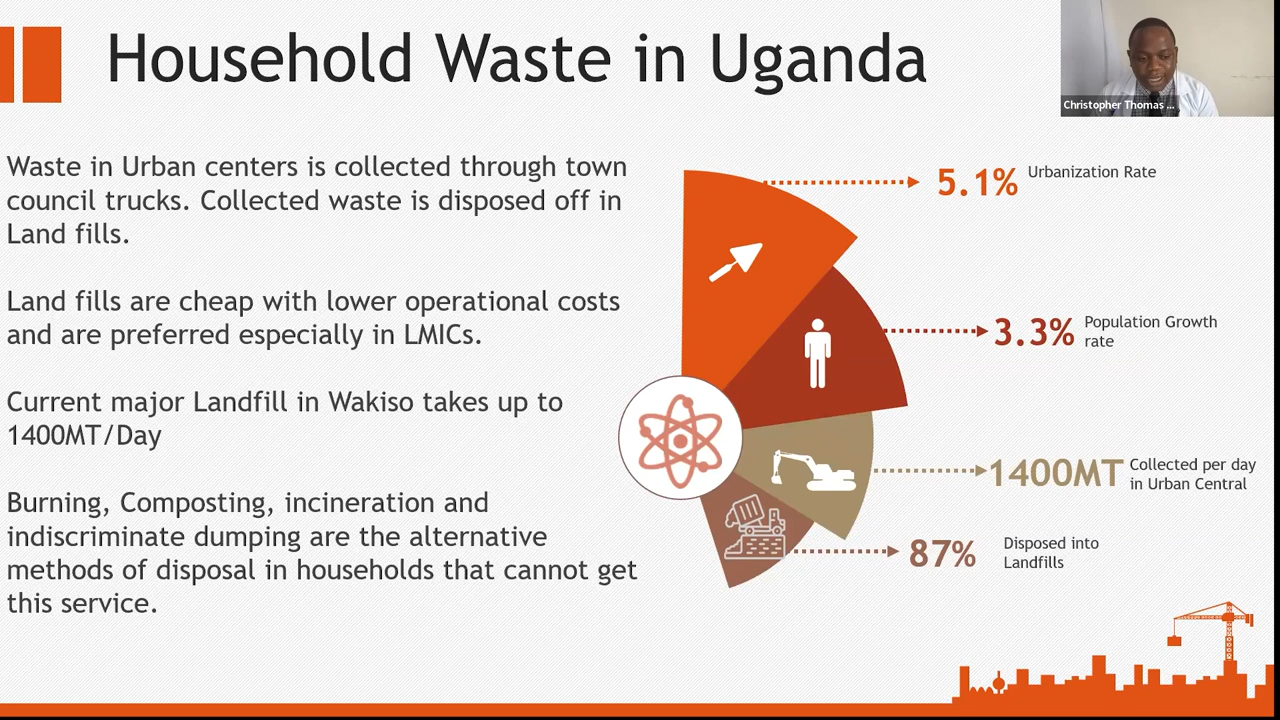 Household Waste in Uganda
Christopher Thomas ...
Waste in Urban centers is collected through town
council trucks. Collected waste is disposed off in
Land fills.
Land fills are cheap with lower operational costs
and are preferred especially in LMICs.
Current major Landfill in Wakiso takes up to
1400MT/Day
Burning, Composting, incineration and
indiscriminate dumping are the alternative
methods of disposal in households that cannot get
this service.
5.1% Urbanization Rate
3.3% Population Growth
rate
1400MT Collected per day
in Urban Central
87% Disposed into
Landfills